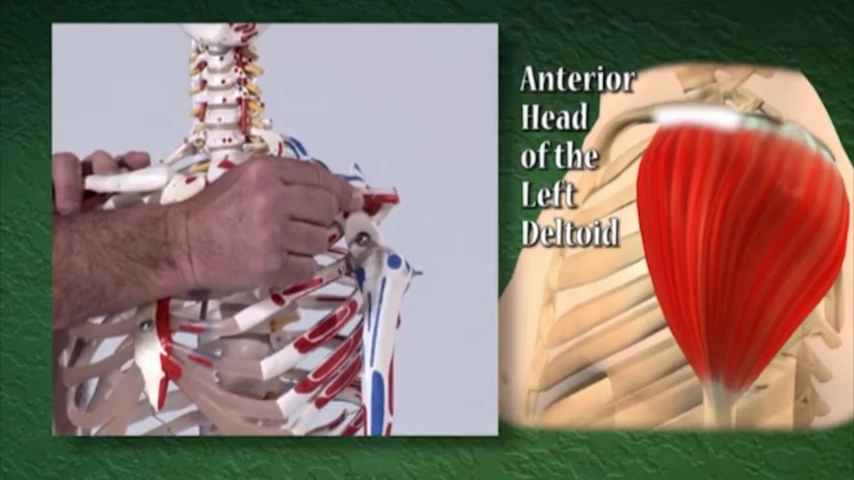 Anterior
Head
of the
Left
Deltoid